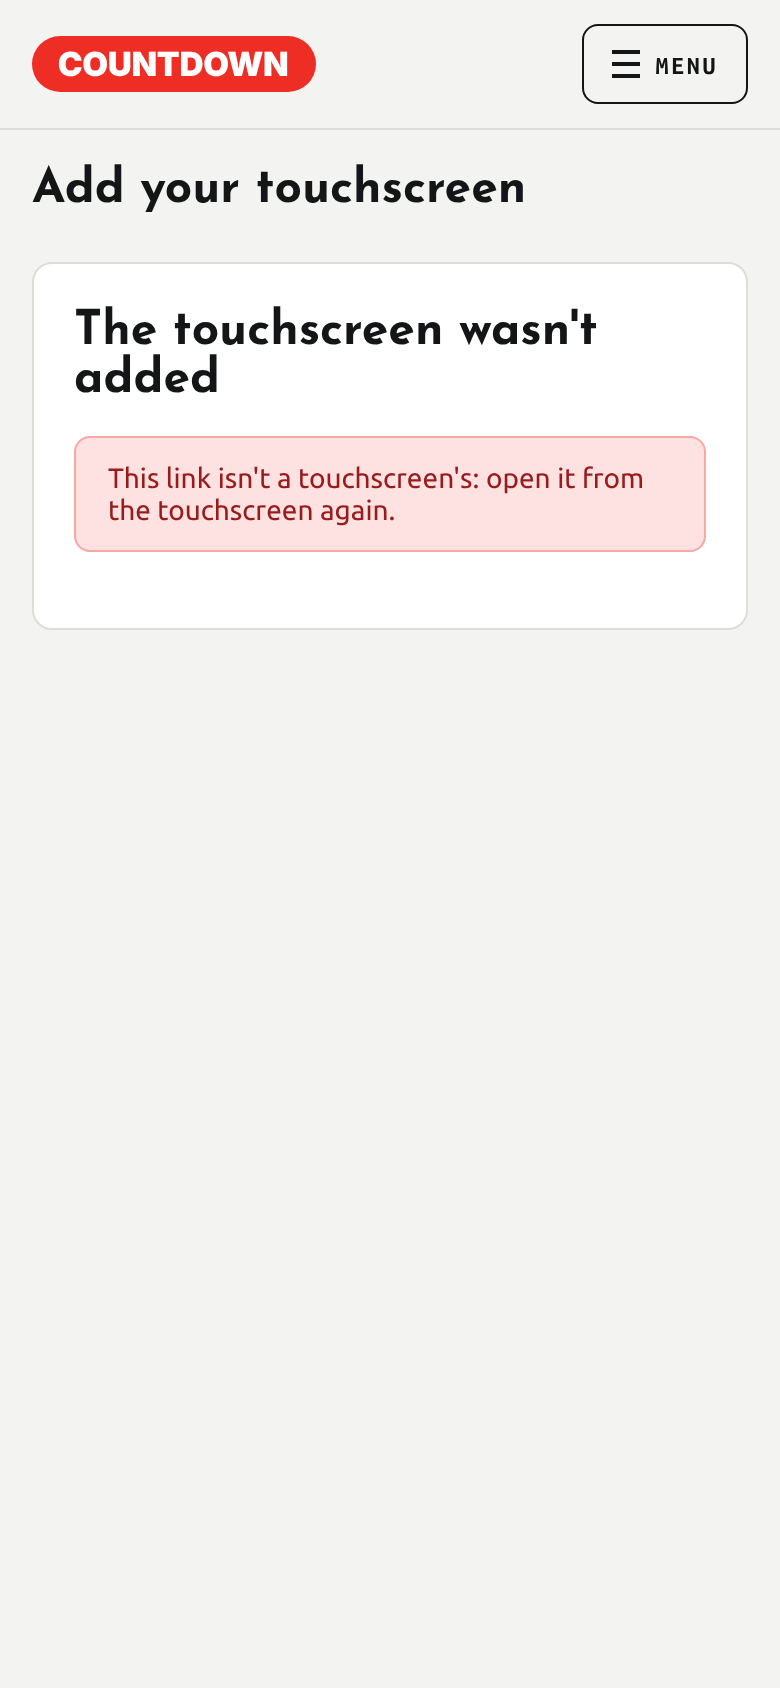 COUNTDOWN
MENU
Add your touchscreen
The touchscreen wasn't
added
This link isn't a touchscreen's: open it from
the touchscreen again.